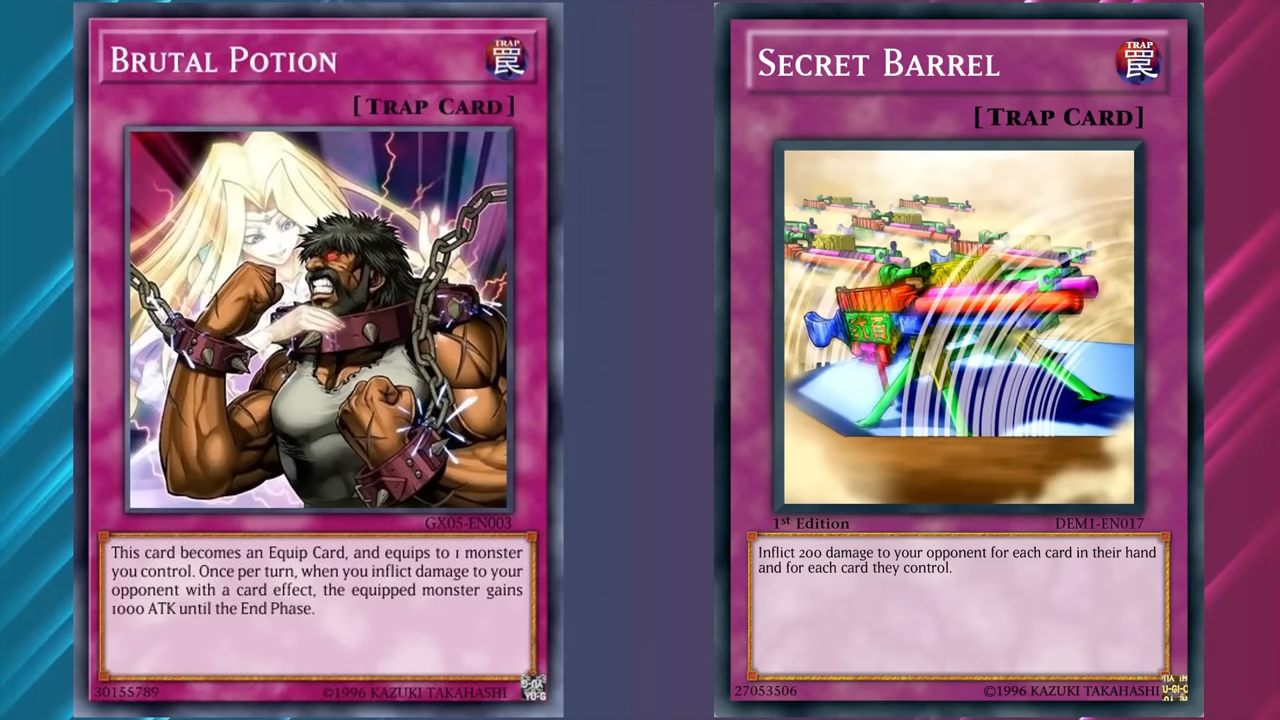 BRUTAL POTION
TRAP
罠
[TRAP CARD]
GX05-EN003
This card becomes an Equip Card, and equips to 1 monster
you control. Once per turn, when you inflict damage to your
opponent with a card effect, the equipped monster gains
1000 ATK until the End Phase.
30155789
©1996 KAZUKI TAKAHASHI
SECRET BARREL
TRAP
罠
[TRAP CARD]
1st Edition
DEM1-EN017
Inflict 200 damage to your opponent for each card in their hand
and for each card they control.
27053506
©1996 KAZUKI TAKAHASHI